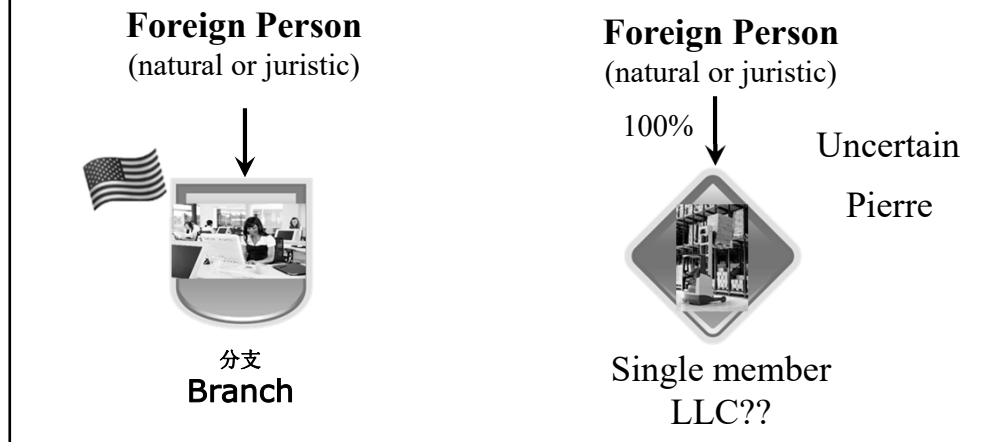 Foreign Person
(natural or juristic)
分支
Branch
Foreign Person
(natural or juristic)
100%
Uncertain
Pierre
Single member
LLC??